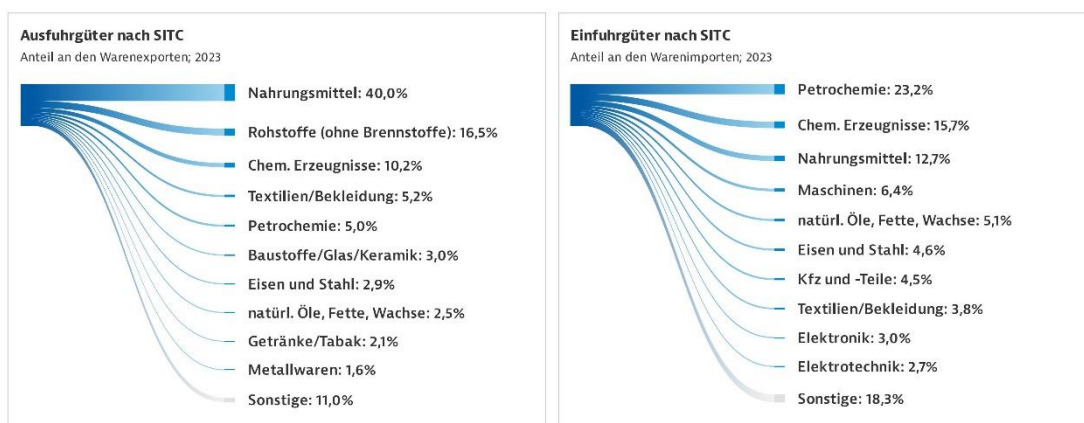 Ausfuhrgüter nach SITC
Anteil an den Warenexporten; 2023
Nahrungsmittel: 40,0%
Rohstoffe (ohne Brennstoffe): 16,5%
Chem. Erzeugnisse: 10,2%
Textilien/Bekleidung: 5,2%
Petrochemie: 5,0%
Baustoffe/Glas/Keramik: 3,0%
Eisen und Stahl: 2,9%
natürl. Öle, Fette, Wachse: 2,5%
Getränke/Tabak: 2,1%
Metallwaren: 1,6%
Sonstige: 11,0%
Einfuhrgüter nach SITC
Anteil an den Warenimporten; 2023
Petrochemie: 23,2%
Chem. Erzeugnisse: 15,7%
Nahrungsmittel: 12,7%
Maschinen: 6,4%
natürl. Öle, Fette, Wachse: 5,1%
Eisen und Stahl: 4,6%
Kfz und -Teile: 4,5%
Textilien/Bekleidung: 3,8%
Elektronik: 3,0%
Elektrotechnik: 2,7%
Sonstige: 18,3%